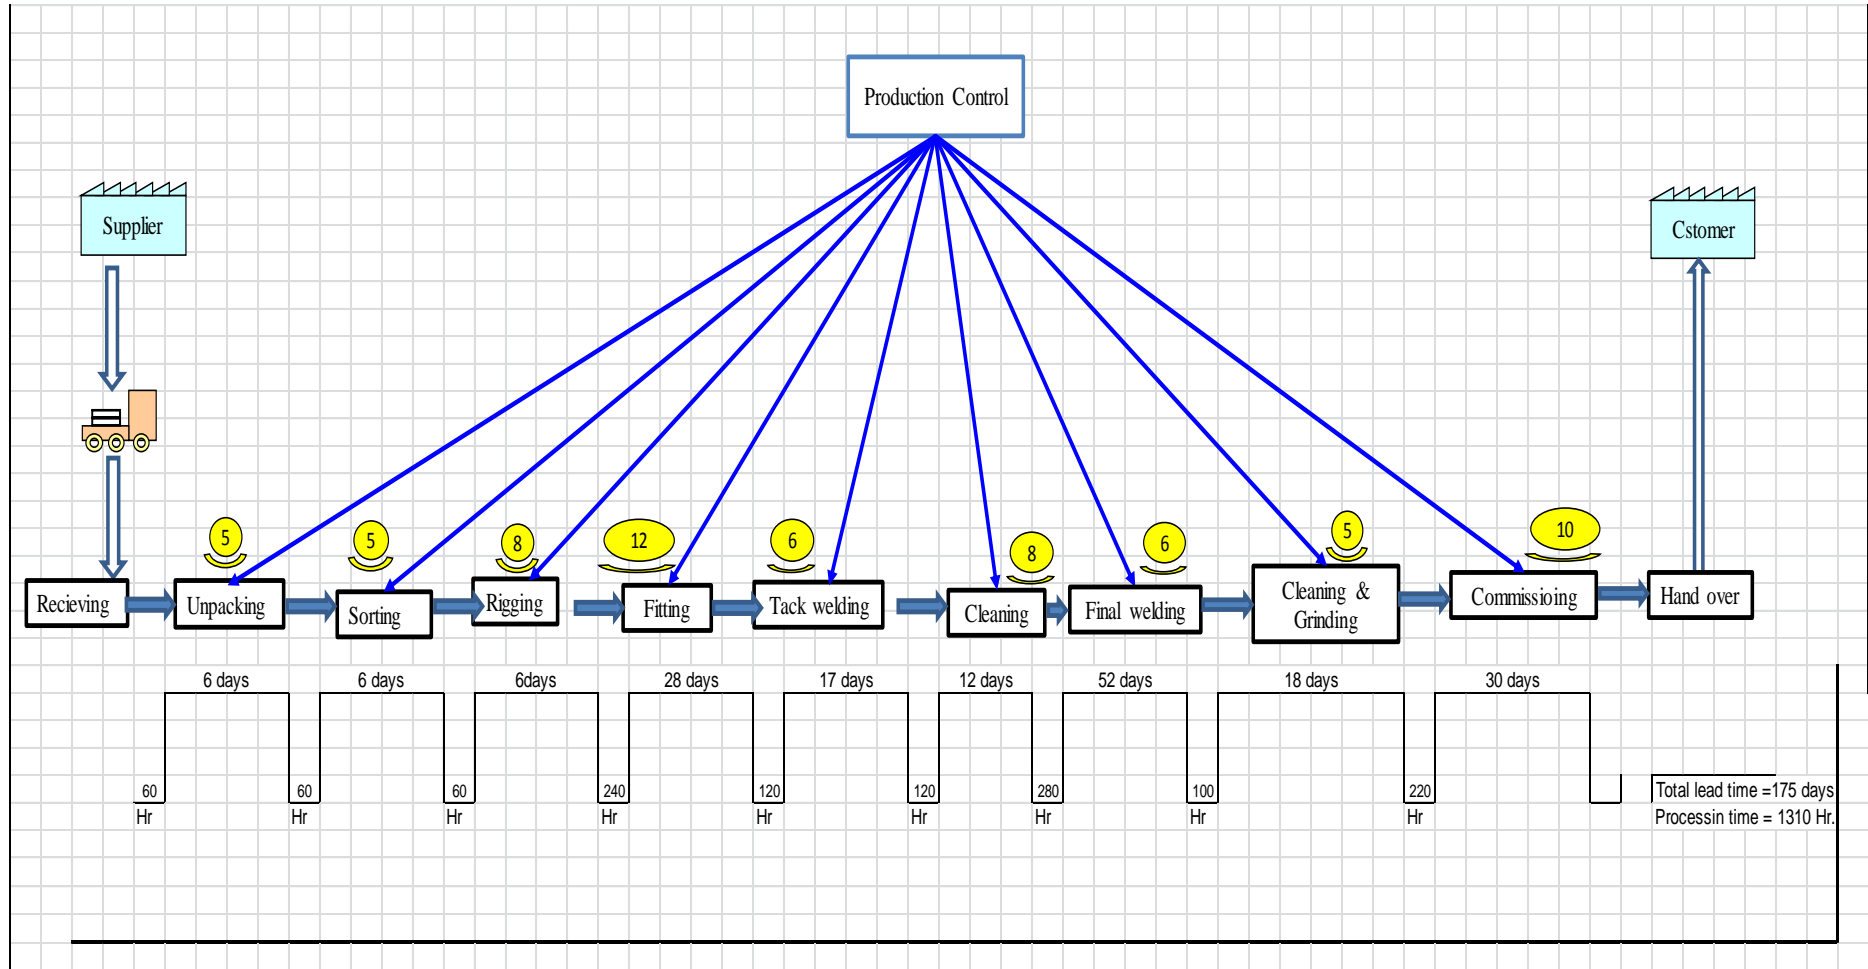 Production Control
Supplier
Cstomer
5
5
8
12
6
8
6
5
10
Recieving
Unpacking
Sorting
Rigging
Fitting
Tack welding
Cleaning
Final welding
Cleaning &
Grinding
Commissioing
Hand over
6 days
6 days
6days
28 days
17 days
12 days
52 days
18 days
30 days
60
Hr
60
Hr
60
Hr
240
Hr
120
Hr
120
Hr
280
Hr
100
Hr
220
Hr
Total lead time =175 days
Processin time = 1310 Hr.